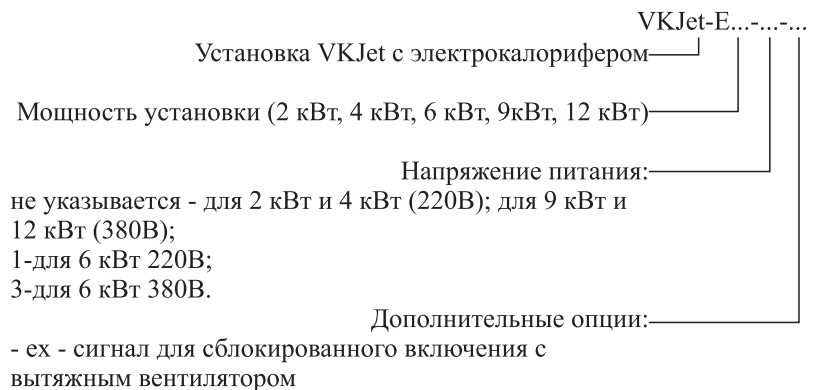 VKJet-E...-...-...
Установка VKJet с электрокалорифером
Мощность установки (2 кВт, 4 кВт, 6 кВт, 9кВт, 12 кВт)
Напряжение питания:
не указывается - для 2 кВт и 4 кВт (220В); для 9 кВт и
12 кВт (380В);
1-для 6 кВт 220В;
3-для 6 кВт 380В.
Дополнительные опции:
- ex - сигнал для сблокированного включения с
вытяжным вентилятором